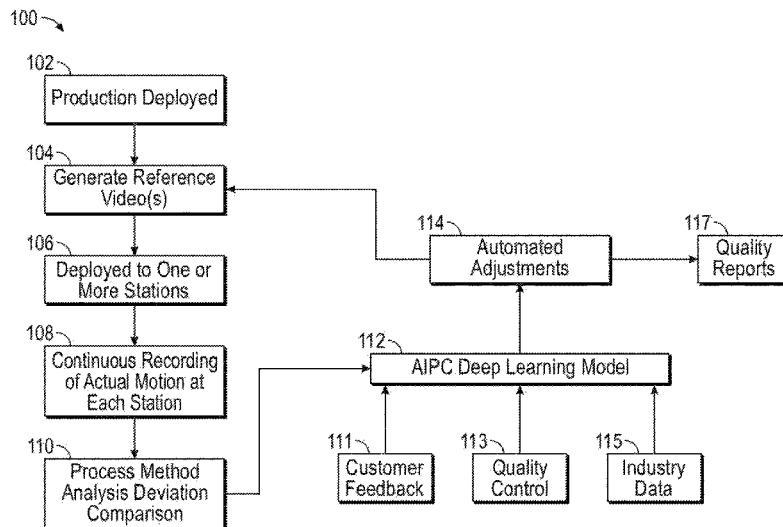 100
102
Production Deployed
104
Generate Reference
Video(s)
106
Deployed to One or
More Stations
108
Continuous Recording
of Actual Motion at
Each Station
110
Process Method
Analysis Deviation
Comparison
114
Automated
Adjustments
117
Quality
Reports
112
AIPC Deep Learning Model
111
Customer
Feedback
113
Quality
Control
115
Industry
Data